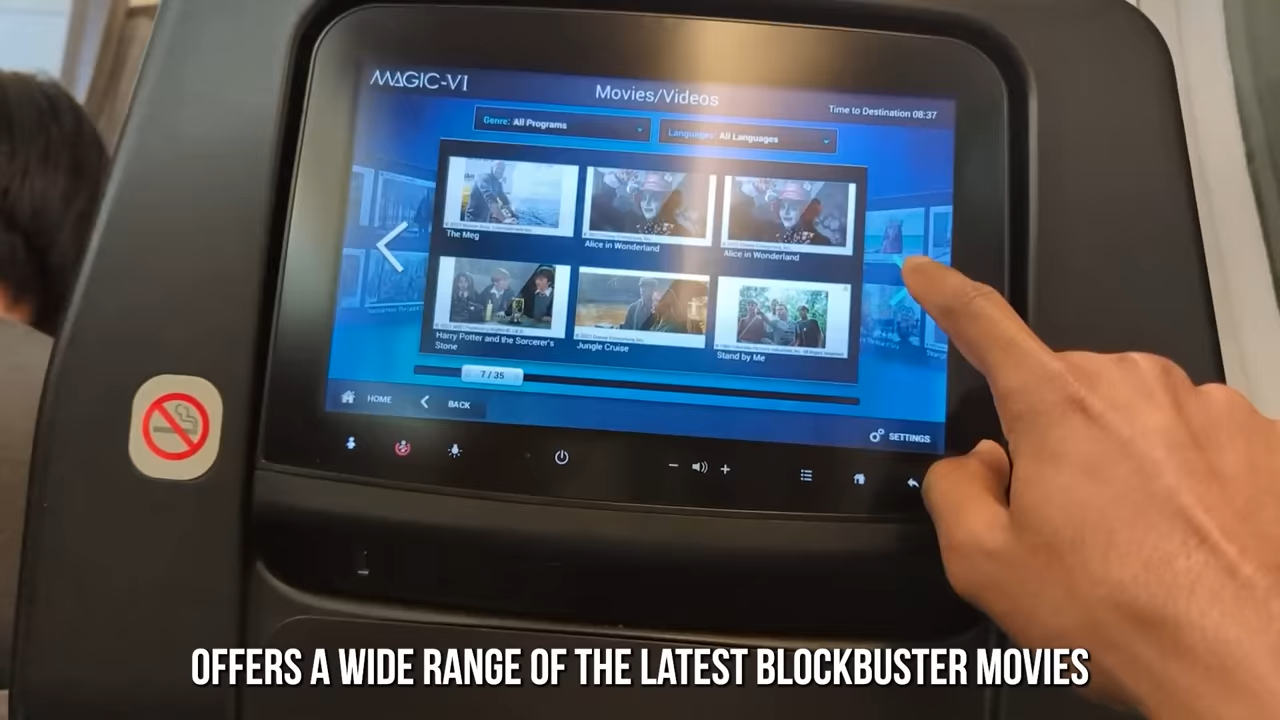 MAGIC-VI
Movies/Videos
Time to Destination 08:37
Genre: All Programs
Languages: All Languages
The Meg
Alice in Wonderland
Alice in Wonderland
Harry Potter and the Sorcerer's
Stone
Jungle Cruise
Stand by Me
7 / 35
HOME
BACK
SETTINGS
OFFERS A WIDE RANGE OF THE LATEST BLOCKBUSTER MOVIES